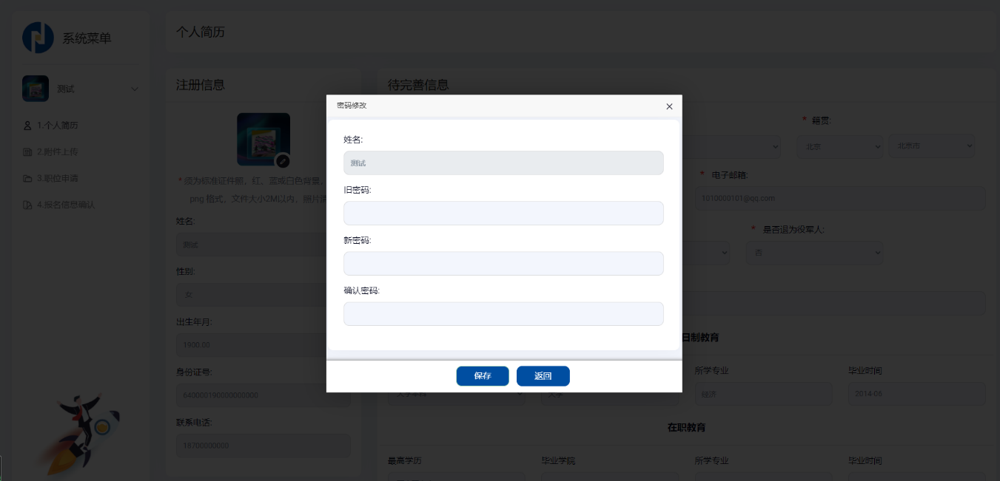 系统菜单
测试
1.个人简历
2.附件上传
3.职位申请
4.报名信息确认
个人简历
注册信息
* 须为标准证件照，红、蓝或白色背景，
png 格式，文件大小2M以内，照片
姓名:
测试
性别:
女
出生年月:
1900.00
身份证号:
640000190000000000
联系电话:
18700000000
待完善信息
* 籍贯:
北京
北京市
* 电子邮箱:
1010000101@qq.com
* 是否退为役军人:
否
日制教育
所学专业
毕业时间
大学
经济
2014-06
在职教育
最高学历
毕业学院
所学专业
毕业时间
密码修改
姓名:
测试
旧密码:
新密码:
确认密码:
保存
返回